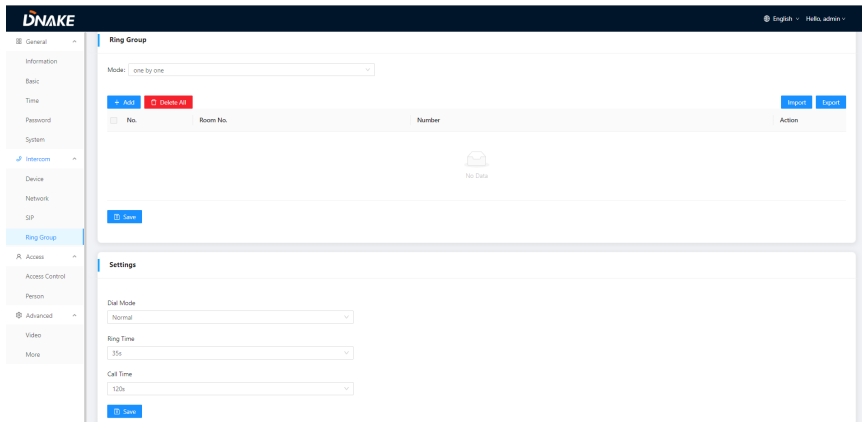 DNAKE
English Hello, admin
General
Information
Basic
Time
Password
System
Intercom
Device
Network
SIP
Ring Group
Access
Access Control
Person
Advanced
Video
More
Ring Group
Mode: one by one
+ Add Delete All Import Export
No. Room No. Number Action
No Data
Save
Settings
Dial Mode
Normal
Ring Time
35s
Call Time
120s
Save